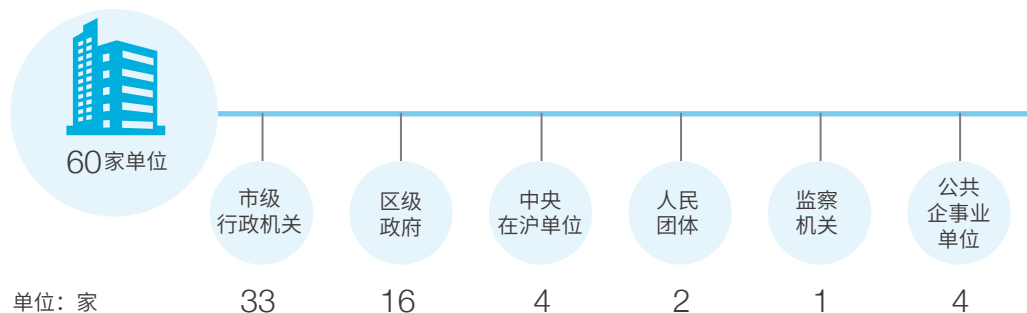 60家单位
市级
行政机关
区级
政府
中央
在沪单位
人民
团体
监察
机关
公共
企事业
单位
单位：家 33 16 4 2 1 4